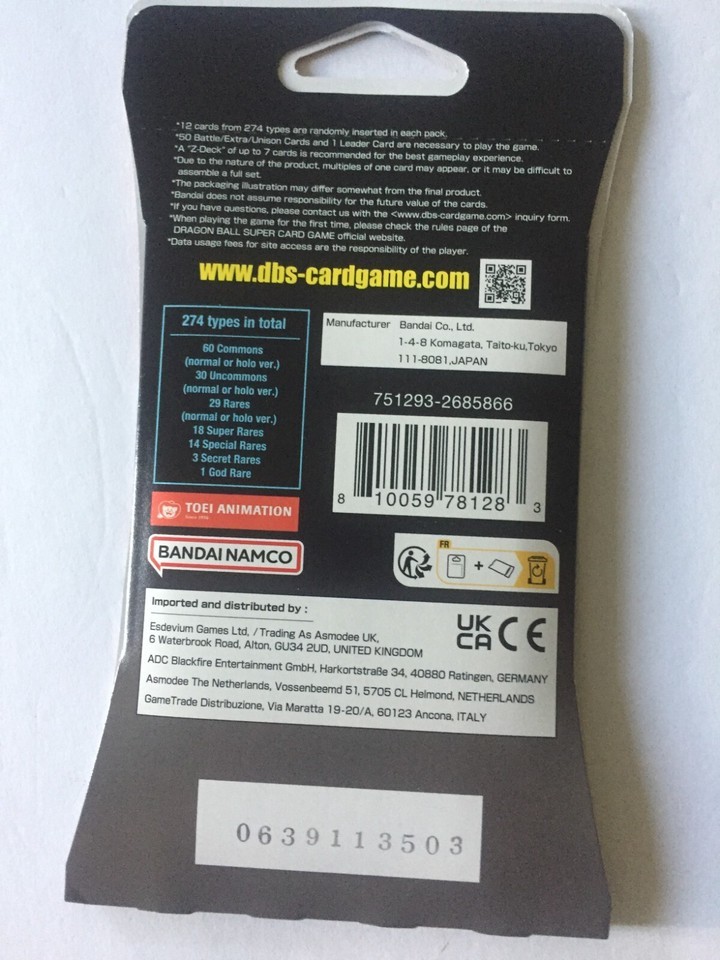 *12 cards from 274 types are randomly inserted in each pack.
*50 Battle/Extra/Unison Cards and 1 Leader Card are necessary to play the game.
*A "Z-Deck" of up to 7 cards is recommended for the best gameplay experience.
*Due to the nature of the product, multiples of one card may appear, or it may be difficult to
assemble a full set.
*The packaging illustration may differ somewhat from the final product.
*Bandai does not assume responsibility for the future value of the cards.
*If you have questions, please contact us with the <www.dbs-cardgame.com> inquiry form.
*When playing the game for the first time, please check the rules page of the
DRAGON BALL SUPER CARD GAME official website.
*Data usage fees for site access are the responsibility of the player.
www.dbs-cardgame.com
274 types in total
60 Commons
(normal or holo ver.)
30 Uncommons
(normal or holo ver.)
29 Rares
(normal or holo ver.)
18 Super Rares
14 Special Rares
3 Secret Rares
1 God Rare
Manufacturer Bandai Co., Ltd.
1-4-8 Komagata, Taito-ku,Tokyo
111-8081,JAPAN
751293-2685866
8 10059 78128 3
TOEI ANIMATION
Since 1956
BANDAI NAMCO
FR
+
Imported and distributed by :
Esdevium Games Ltd, /Trading As Asmodee UK,
6 Waterbrook Road, Alton, GU34 2UD, UNITED KINGDOM
ADC Blackfire Entertainment GmbH, Harkortstraße 34, 40880 Ratingen, GERMANY
Asmodee The Netherlands, Vossenbeemd 51, 5705 CL Helmond, NETHERLANDS
GameTrade Distribuzione, Via Maratta 19-20/A, 60123 Ancona, ITALY
UK
CA CE
0639113503